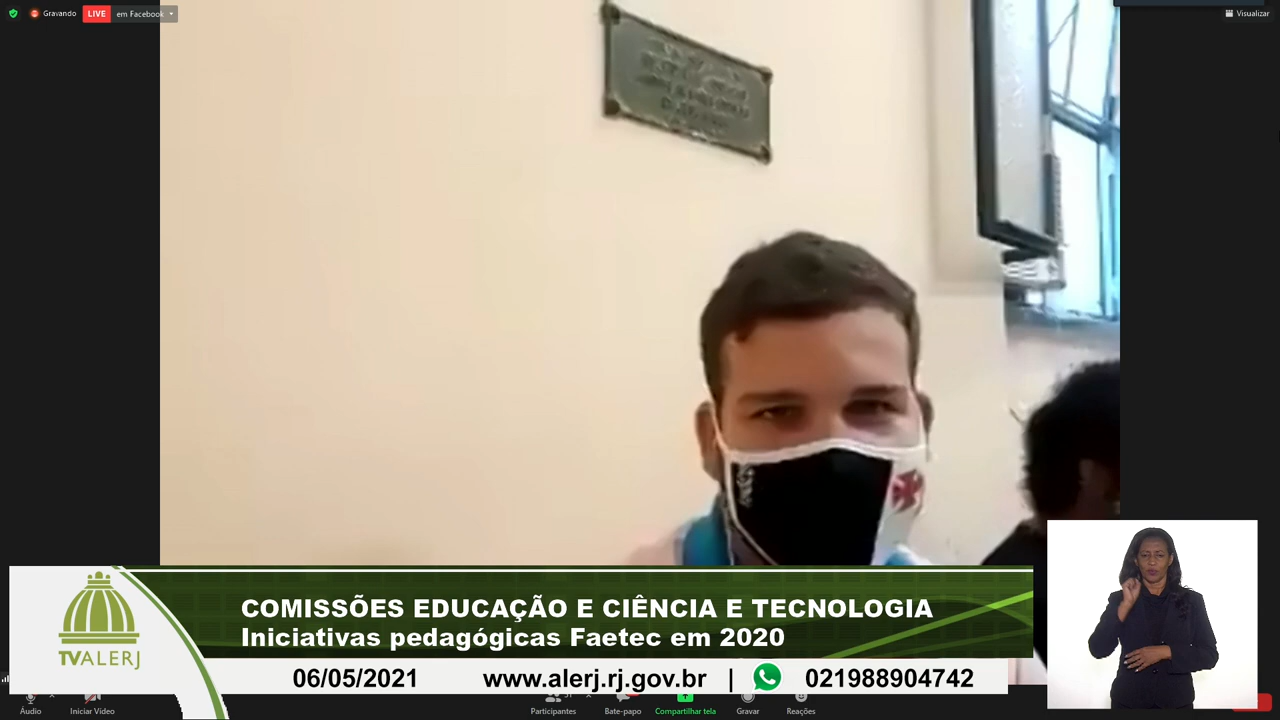 Gravando
LIVE em Facebook
Visualizar
COMISSÕES EDUCAÇÃO E CIÊNCIA E TECNOLOGIA
Iniciativas pedagógicas Faetec em 2020
TVALERJ
06/05/2021 www.alerj.rj.gov.br | 021988904742
Áudio
Iniciar Vídeo
Participantes
Bate-papo
Compartilhar tela
Gravar
Reações